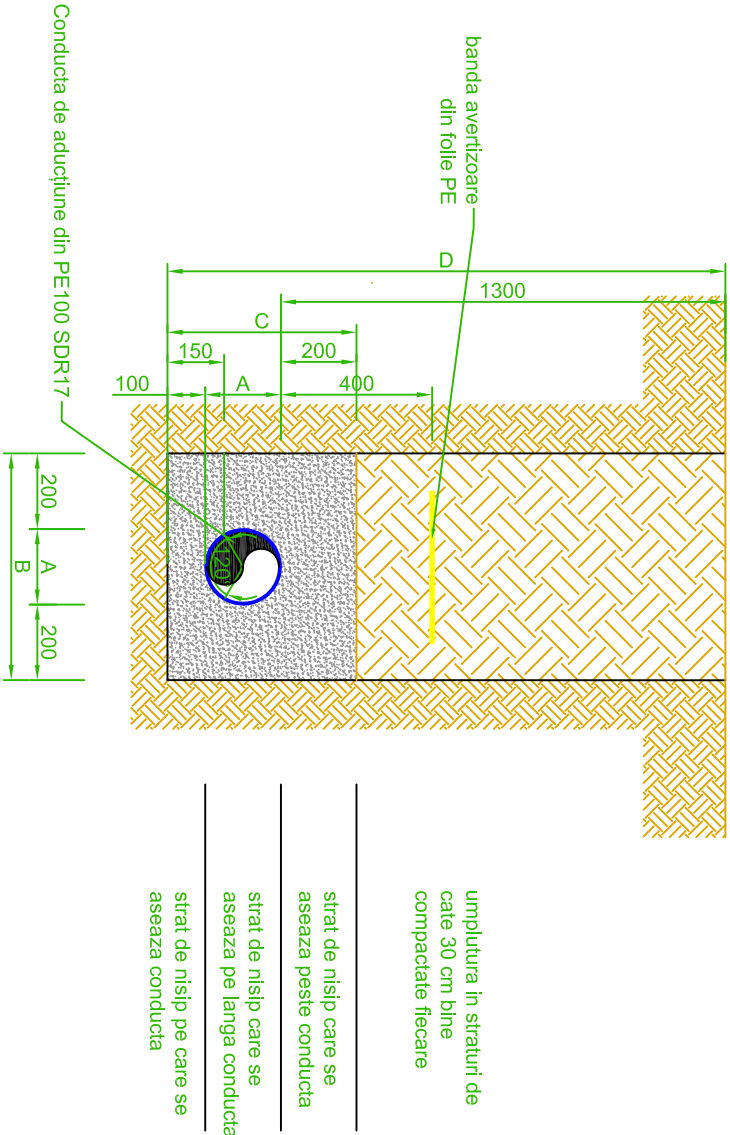 banda avertizoare
din folie PE
Conducta de aducțiune din PE100 SDR17
D
1300
C
150
200
100
A
400
120
200
A
200
B
umplutura in straturi de
cate 30 cm bine
compactate fiecare
strat de nisip care se
aseaza peste conducta
strat de nisip care se
aseaza pe langa conducta
strat de nisip pe care se
aseaza conducta